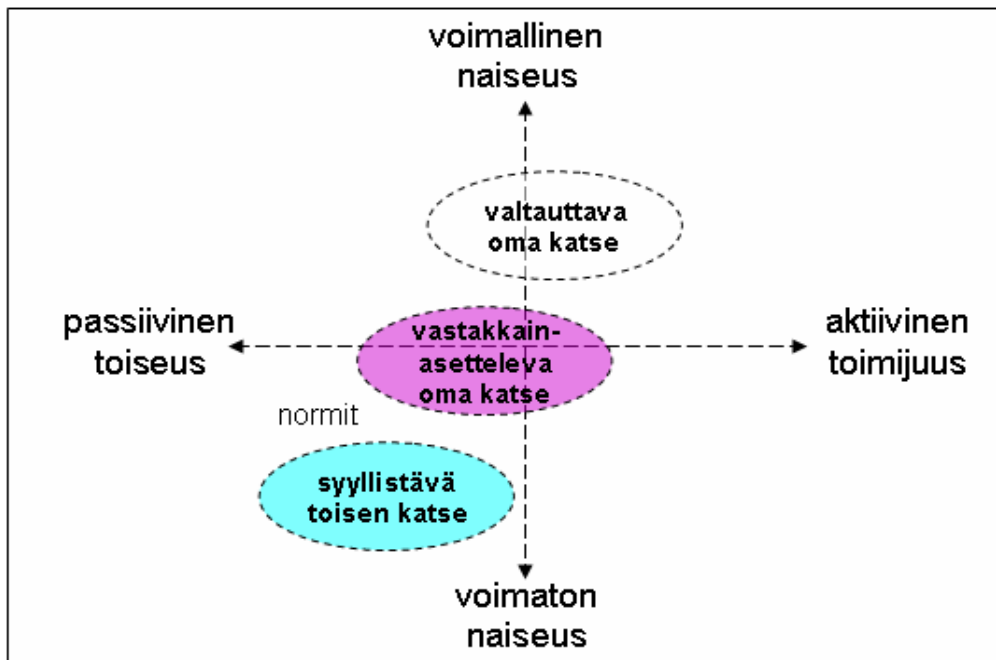 voimallinen
naiseus
valtauttava
oma katse
passiivinen
toiseus
vastakkain-
asetteleva
oma katse
aktiivinen
toimijuus
normit
syyllistävä
toisen katse
voimaton
naiseus